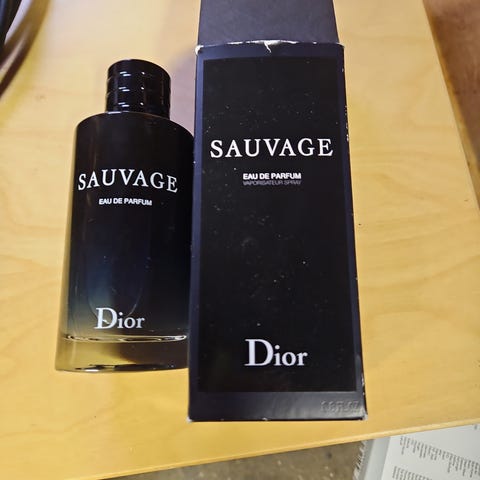 SAUVAGE
EAU DE PARFUM
Dior
SAUVAGE
EAU DE PARFUM
VAPORISATEUR SPRAY
Dior